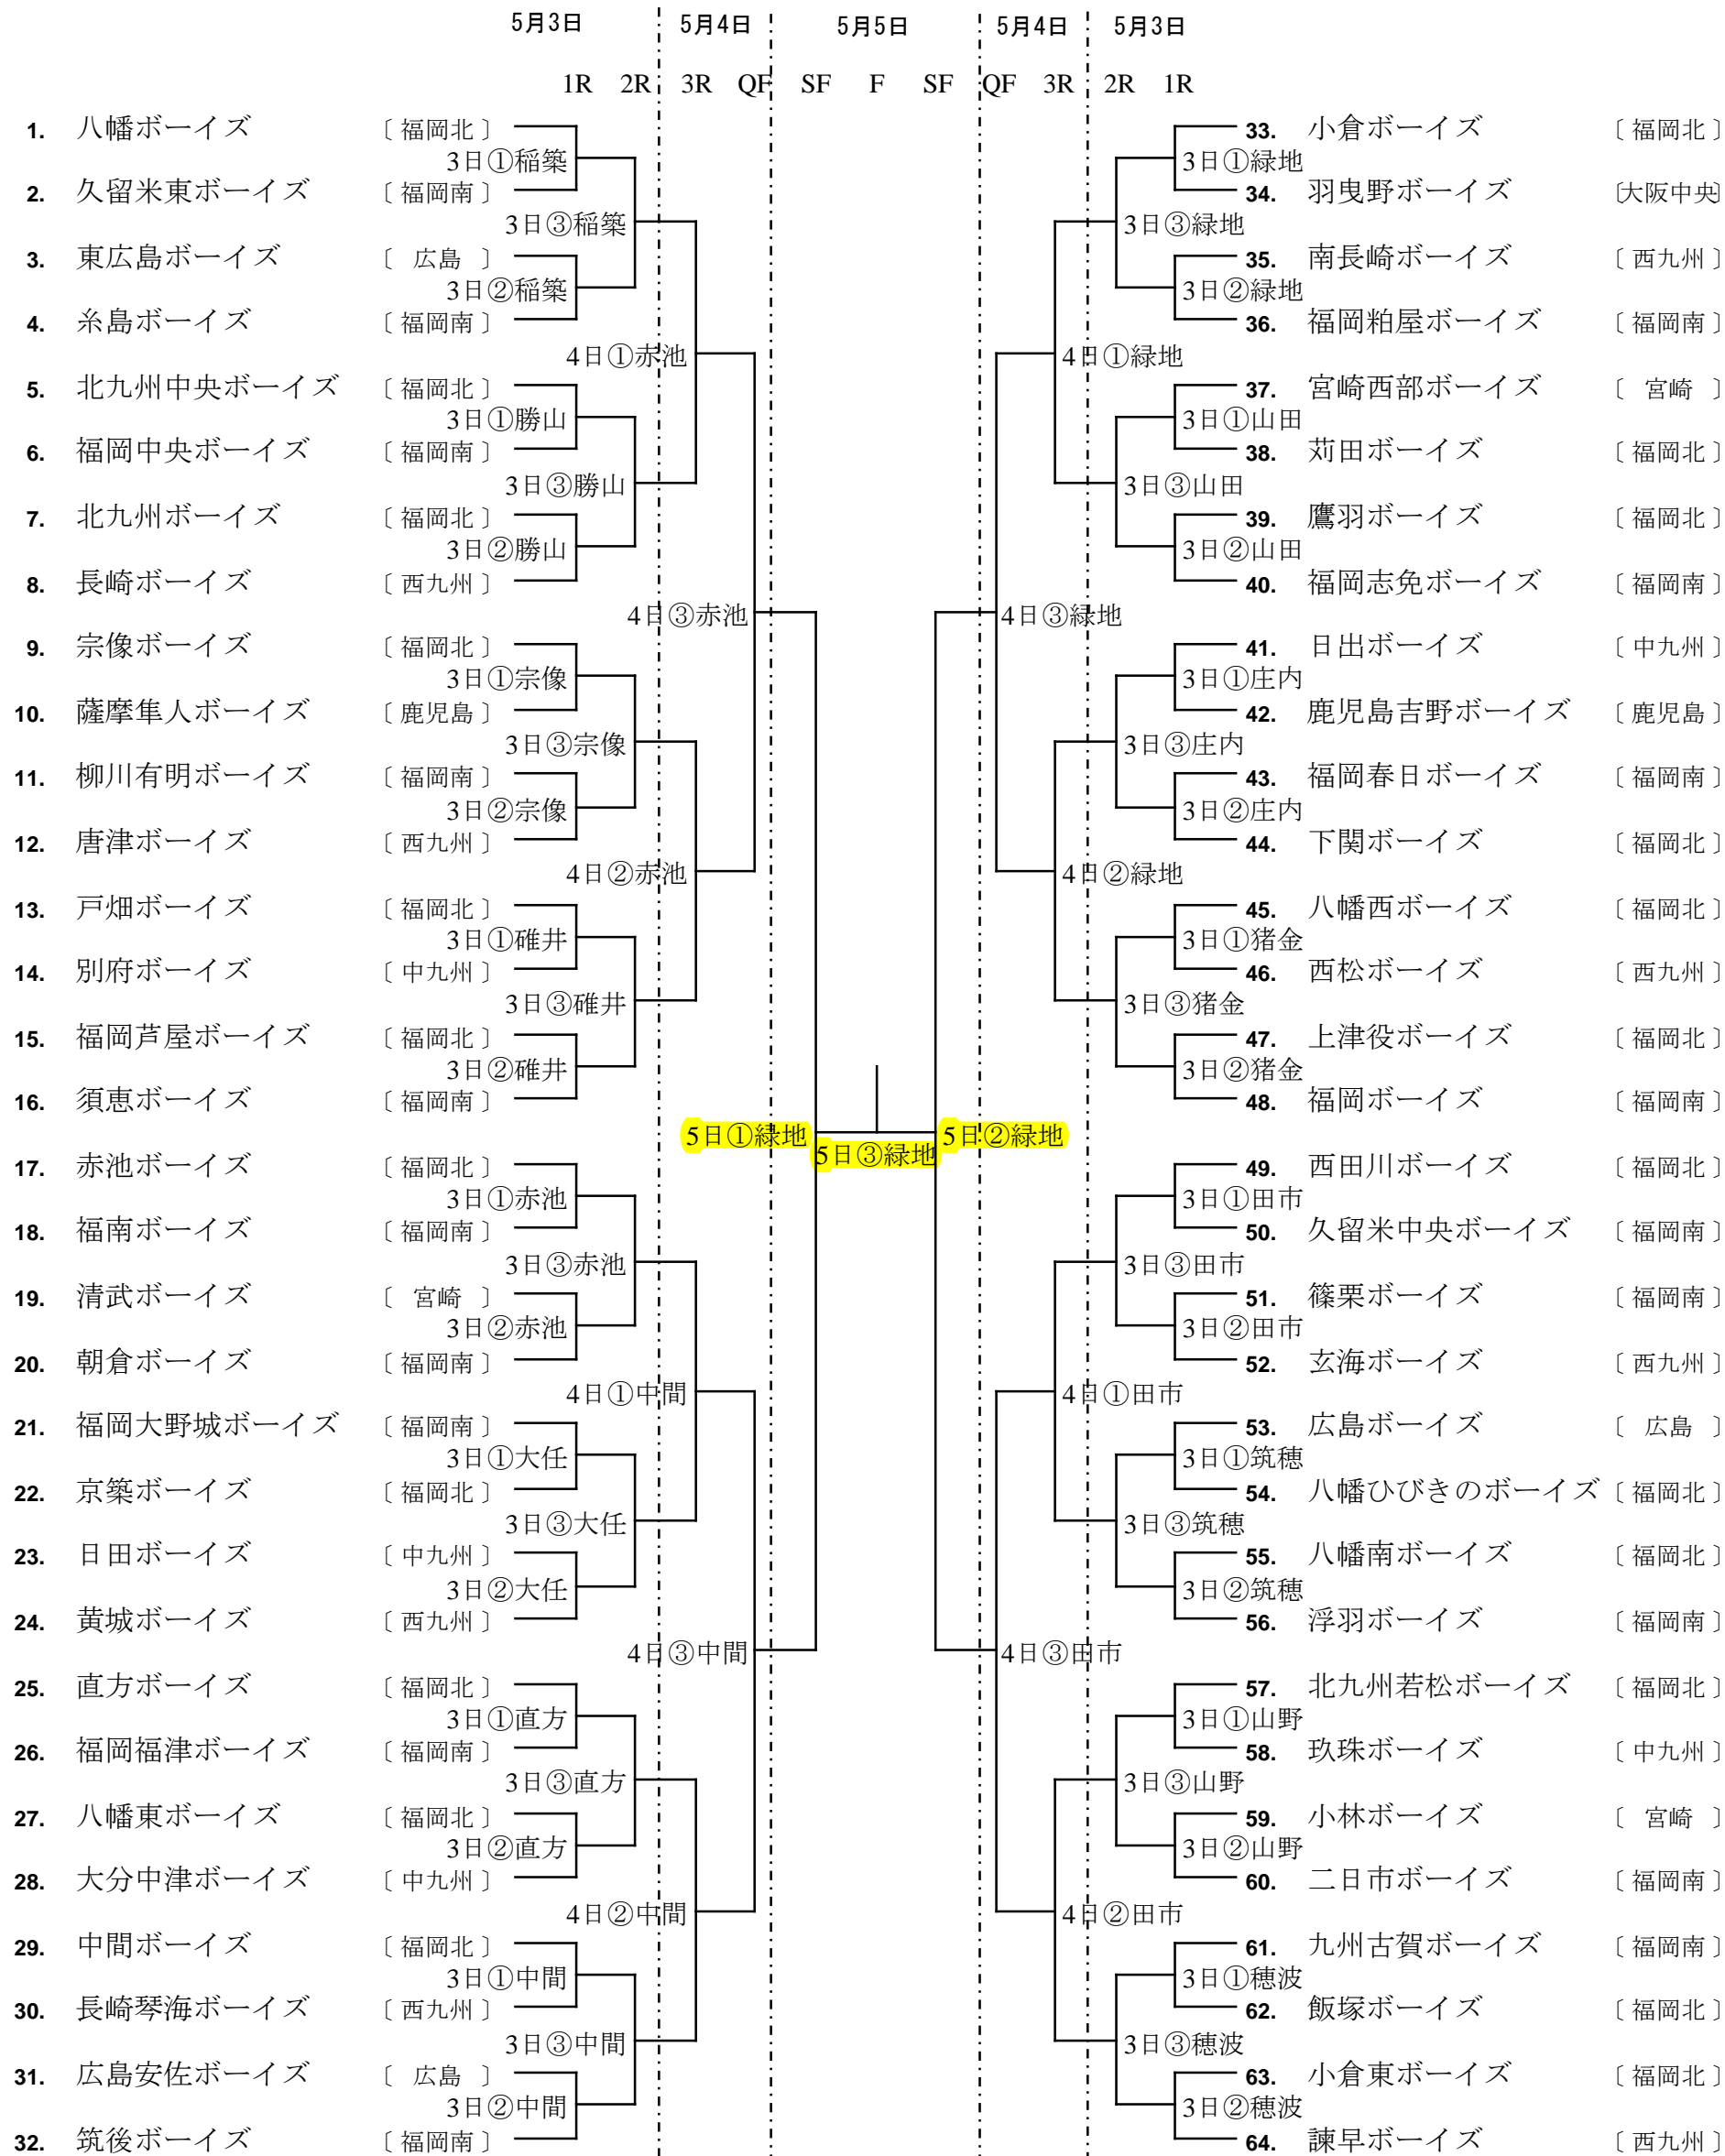 5月3日 5月4日 5月5日 5月4日 5月3日
1R 2R 3R QF SF F SF QF 3R 2R 1R
1. 八幡ボーイズ 〔福岡北〕 33. 小倉ボーイズ 〔福岡北〕
3日①稲築 3日①緑地
2. 久留米東ボーイズ 〔福岡南〕 34. 羽曳野ボーイズ 〔大阪中央〕
3日③稲築 3日③緑地
3. 東広島ボーイズ 〔 広島 〕 35. 南長崎ボーイズ 〔西九州〕
3日②稲築 3日②緑地
4. 糸島ボーイズ 〔福岡南〕 36. 福岡粕屋ボーイズ 〔福岡南〕
4日①赤池 4日①緑地
5. 北九州中央ボーイズ 〔福岡北〕 37. 宮崎西部ボーイズ 〔 宮崎 〕
3日①勝山 3日①山田
6. 福岡中央ボーイズ 〔福岡南〕 38. 苅田ボーイズ 〔福岡北〕
3日③勝山 3日③山田
7. 北九州ボーイズ 〔福岡北〕 39. 鷹羽ボーイズ 〔福岡北〕
3日②勝山 3日②山田
8. 長崎ボーイズ 〔西九州〕 40. 福岡志免ボーイズ 〔福岡南〕
4日③赤池 4日③緑地
9. 宗像ボーイズ 〔福岡北〕 41. 日出ボーイズ 〔中九州〕
3日①宗像 3日①庄内
10. 薩摩隼人ボーイズ 〔鹿児島〕 42. 鹿児島吉野ボーイズ 〔鹿児島〕
3日③宗像 3日③庄内
11. 柳川有明ボーイズ 〔福岡南〕 43. 福岡春日ボーイズ 〔福岡南〕
3日②宗像 3日②庄内
12. 唐津ボーイズ 〔西九州〕 44. 下関ボーイズ 〔福岡北〕
4日②赤池 4日②緑地
13. 戸畑ボーイズ 〔福岡北〕 45. 八幡西ボーイズ 〔福岡北〕
3日①碓井 3日①猪金
14. 別府ボーイズ 〔中九州〕 46. 西松ボーイズ 〔西九州〕
3日③碓井 3日③猪金
15. 福岡芦屋ボーイズ 〔福岡北〕 47. 上津役ボーイズ 〔福岡北〕
3日②碓井 3日②猪金
16. 須恵ボーイズ 〔福岡南〕 48. 福岡ボーイズ 〔福岡南〕
5日①緑地 5日②緑地
5日③緑地
17. 赤池ボーイズ 〔福岡北〕 49. 西田川ボーイズ 〔福岡北〕
3日①赤池 3日①田市
18. 福南ボーイズ 〔福岡南〕 50. 久留米中央ボーイズ 〔福岡南〕
3日③赤池 3日③田市
19. 清武ボーイズ 〔 宮崎 〕 51. 篠栗ボーイズ 〔福岡南〕
3日②赤池 3日②田市
20. 朝倉ボーイズ 〔福岡南〕 52. 玄海ボーイズ 〔西九州〕
4日①中間 4日①田市
21. 福岡大野城ボーイズ 〔福岡南〕 53. 広島ボーイズ 〔 広島 〕
3日①大任 3日①筑穂
22. 京築ボーイズ 〔福岡北〕 54. 八幡ひびきのボーイズ 〔福岡北〕
3日③大任 3日③筑穂
23. 日田ボーイズ 〔中九州〕 55. 八幡南ボーイズ 〔福岡北〕
3日②大任 3日②筑穂
24. 黄城ボーイズ 〔西九州〕 56. 浮羽ボーイズ 〔福岡南〕
4日③中間 4日③田市
25. 直方ボーイズ 〔福岡北〕 57. 北九州若松ボーイズ 〔福岡北〕
3日①直方 3日①山野
26. 福岡福津ボーイズ 〔福岡南〕 58. 玖珠ボーイズ 〔中九州〕
3日③直方 3日③山野
27. 八幡東ボーイズ 〔福岡北〕 59. 小林ボーイズ 〔 宮崎 〕
3日②直方 3日②山野
28. 大分中津ボーイズ 〔中九州〕 60. 二日市ボーイズ 〔福岡南〕
4日②中間 4日②田市
29. 中間ボーイズ 〔福岡北〕 61. 九州古賀ボーイズ 〔福岡南〕
3日①中間 3日①穂波
30. 長崎琴海ボーイズ 〔西九州〕 62. 飯塚ボーイズ 〔福岡北〕
3日③中間 3日③穂波
31. 広島安佐ボーイズ 〔 広島 〕 63. 小倉東ボーイズ 〔福岡北〕
3日②中間 3日②穂波
32. 筑後ボーイズ 〔福岡南〕 64. 諫早ボーイズ 〔西九州〕